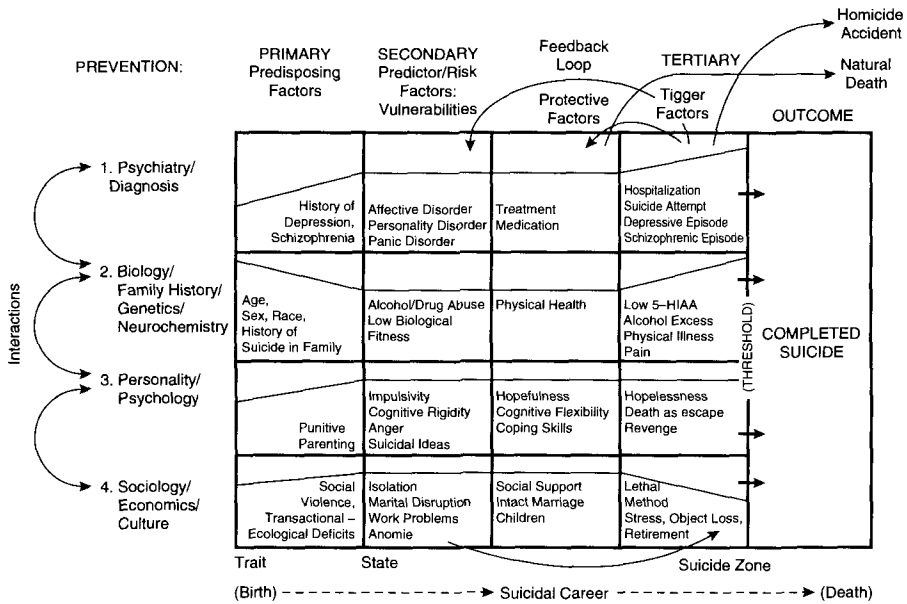 Homicide
Accident
Natural
Death
PREVENTION:
PRIMARY
Predisposing
Factors
SECONDARY
Predictor/Risk
Factors:
Vulnerabilities
Feedback
Loop
Protective
Factors
TERTIARY
Tigger
Factors
OUTCOME
Interactions
1. Psychiatry/
Diagnosis
History of
Depression,
Schizophrenia
Affective Disorder
Personality Disorder
Panic Disorder
Treatment
Medication
Hospitalization
Suicide Attempt
Depressive Episode
Schizophrenic Episode
2. Biology/
Family History/
Genetics/
Neurochemistry
Age,
Sex, Race,
History of
Suicide in Family
Alcohol/Drug Abuse
Low Biological
Fitness
Physical Health
Low 5–HIAA
Alcohol Excess
Physical Illness
Pain
(THRESHOLD)
COMPLETED
SUICIDE
3. Personality/
Psychology
Punitive
Parenting
Impulsivity
Cognitive Rigidity
Anger
Suicidal Ideas
Hopefulness
Cognitive Flexibility
Coping Skills
Hopelessness
Death as escape
Revenge
4. Sociology/
Economics/
Culture
Social
Violence,
Transactional –
Ecological Deficits
Isolation
Marital Disruption
Work Problems
Anomie
Social Support
Intact Marriage
Children
Lethal
Method
Stress, Object Loss,
Retirement
Trait
State
Suicide Zone
(Birth)
Suicidal Career
(Death)